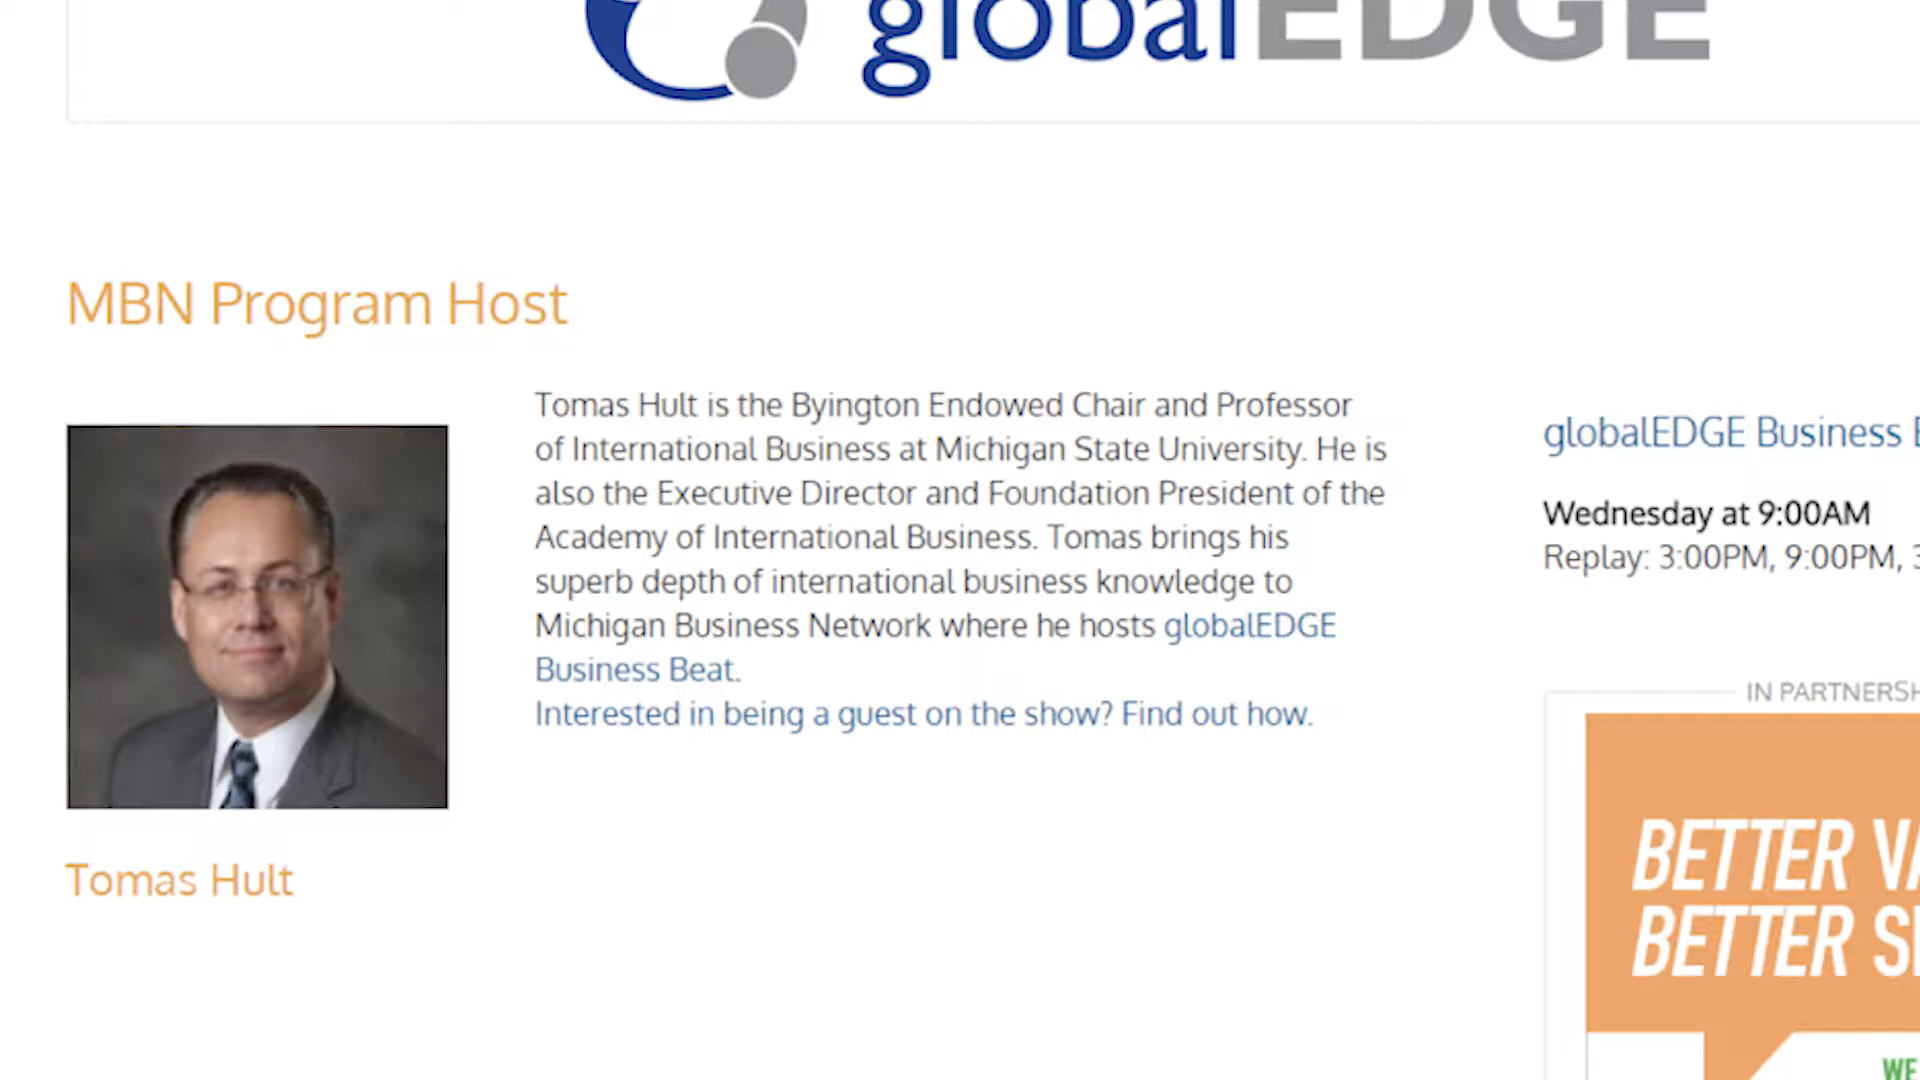 globalEDGE
MBN Program Host
Tomas Hult is the Byington Endowed Chair and Professor
of International Business at Michigan State University. He is
also the Executive Director and Foundation President of the
Academy of International Business. Tomas brings his
superb depth of international business knowledge to
Michigan Business Network where he hosts globalEDGE
Business Beat.
Interested in being a guest on the show? Find out how.
Tomas Hult
globalEDGE Business
Wednesday at 9:00AM
Replay: 3:00PM, 9:00PM,
IN
BETTER
BETTER
WE